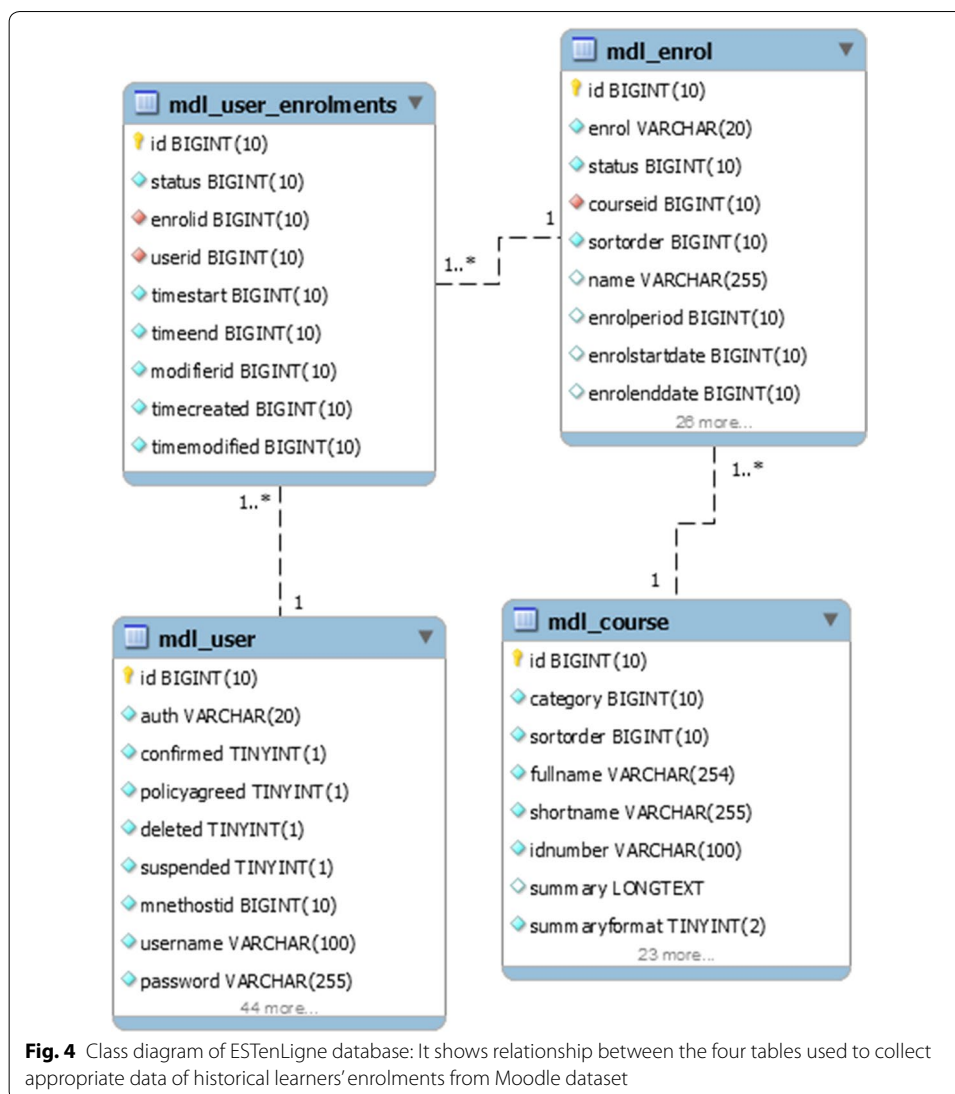 mdl_user_enrolments
id BIGINT(10)
status BIGINT(10)
enrolid BIGINT(10)
userid BIGINT(10)
timestart BIGINT(10)
timeend BIGINT(10)
modifierid BIGINT(10)
timecreated BIGINT(10)
timemodified BIGINT(10)
mdl_enrol
id BIGINT(10)
enrol VARCHAR(20)
status BIGINT(10)
courseid BIGINT(10)
sortorder BIGINT(10)
name VARCHAR(255)
enrolperiod BIGINT(10)
enrolstartdate BIGINT(10)
enrolenddate BIGINT(10)
26 more...
1
1..*
1..*
1
1..*
1
mdl_user
id BIGINT(10)
auth VARCHAR(20)
confirmed TINYINT(1)
policyagreed TINYINT(1)
deleted TINYINT(1)
suspended TINYINT(1)
mnethostid BIGINT(10)
username VARCHAR(100)
password VARCHAR(255)
44 more...
mdl_course
id BIGINT(10)
category BIGINT(10)
sortorder BIGINT(10)
fullname VARCHAR(254)
shortname VARCHAR(255)
idnumber VARCHAR(100)
summary LONGTEXT
summaryformat TINYINT(2)
23 more...
Fig. 4 Class diagram of ESTenLigne database: It shows relationship between the four tables used to collect
appropriate data of historical learners’ enrolments from Moodle dataset